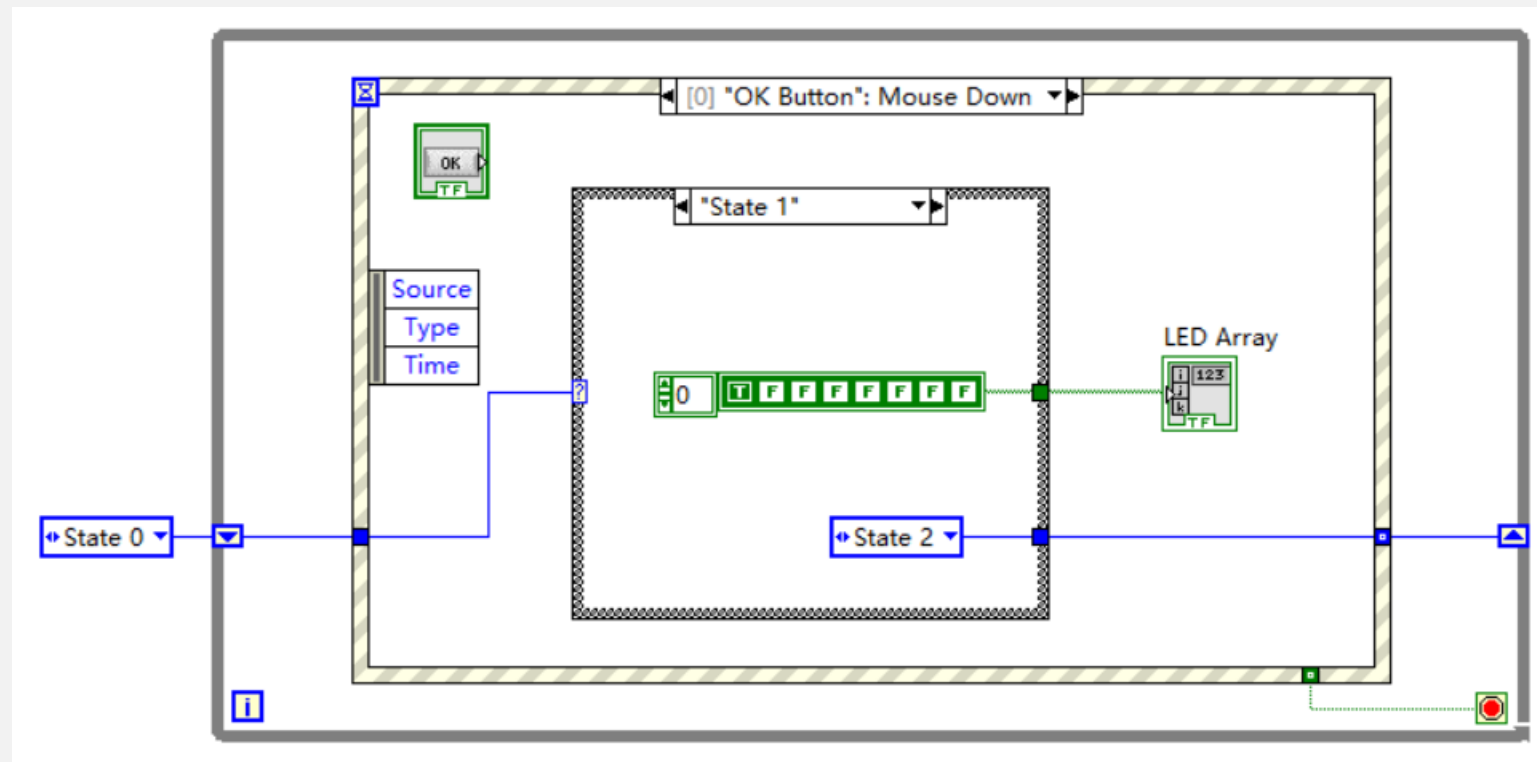 [0] "OK Button": Mouse Down
OK
TF
"State 1"
Source
Type
Time
LED Array
0
T F F F F F F F
i 123
j
k
TF
State 0
State 2
i